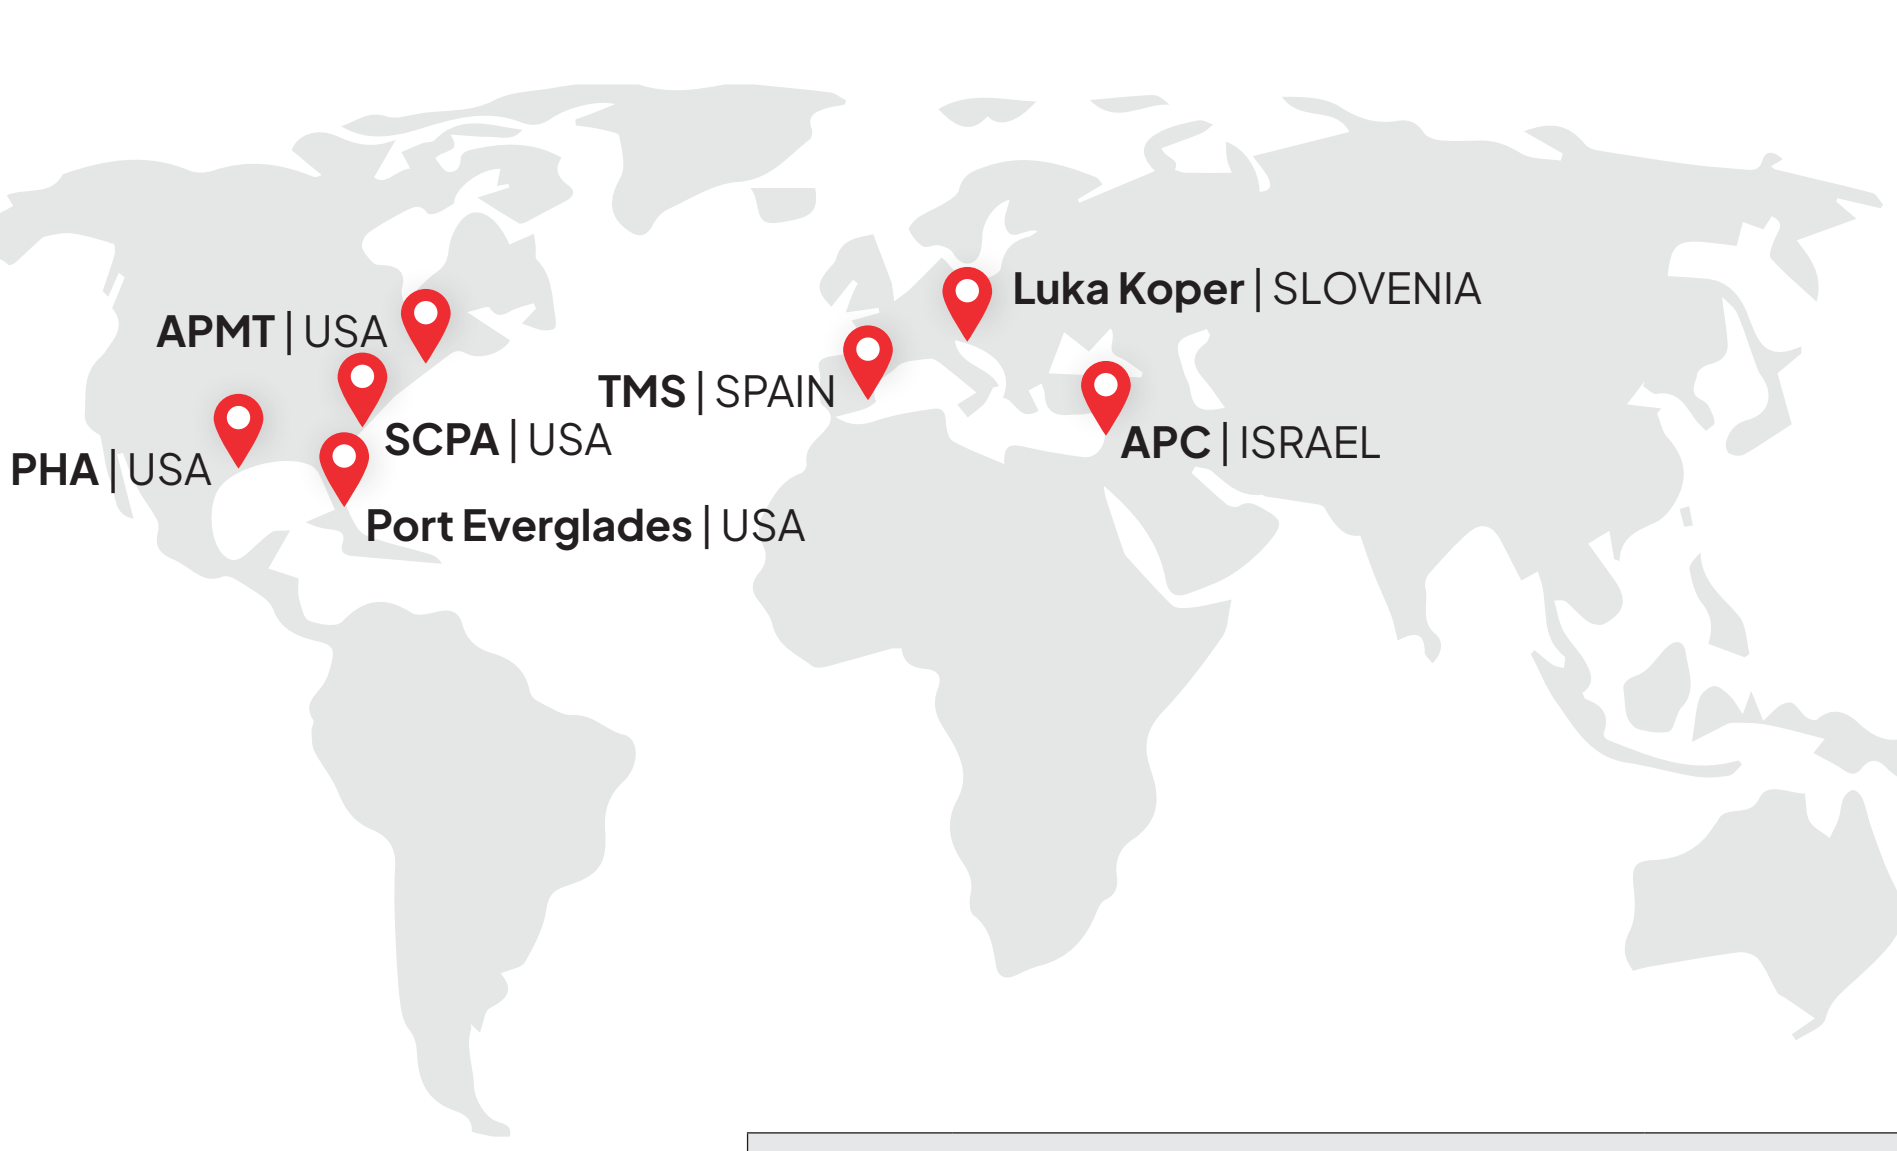 Luka Koper | SLOVENIA
APMT | USA
TMS | SPAIN
SCPA | USA
APC | ISRAEL
PHA | USA
Port Everglades | USA